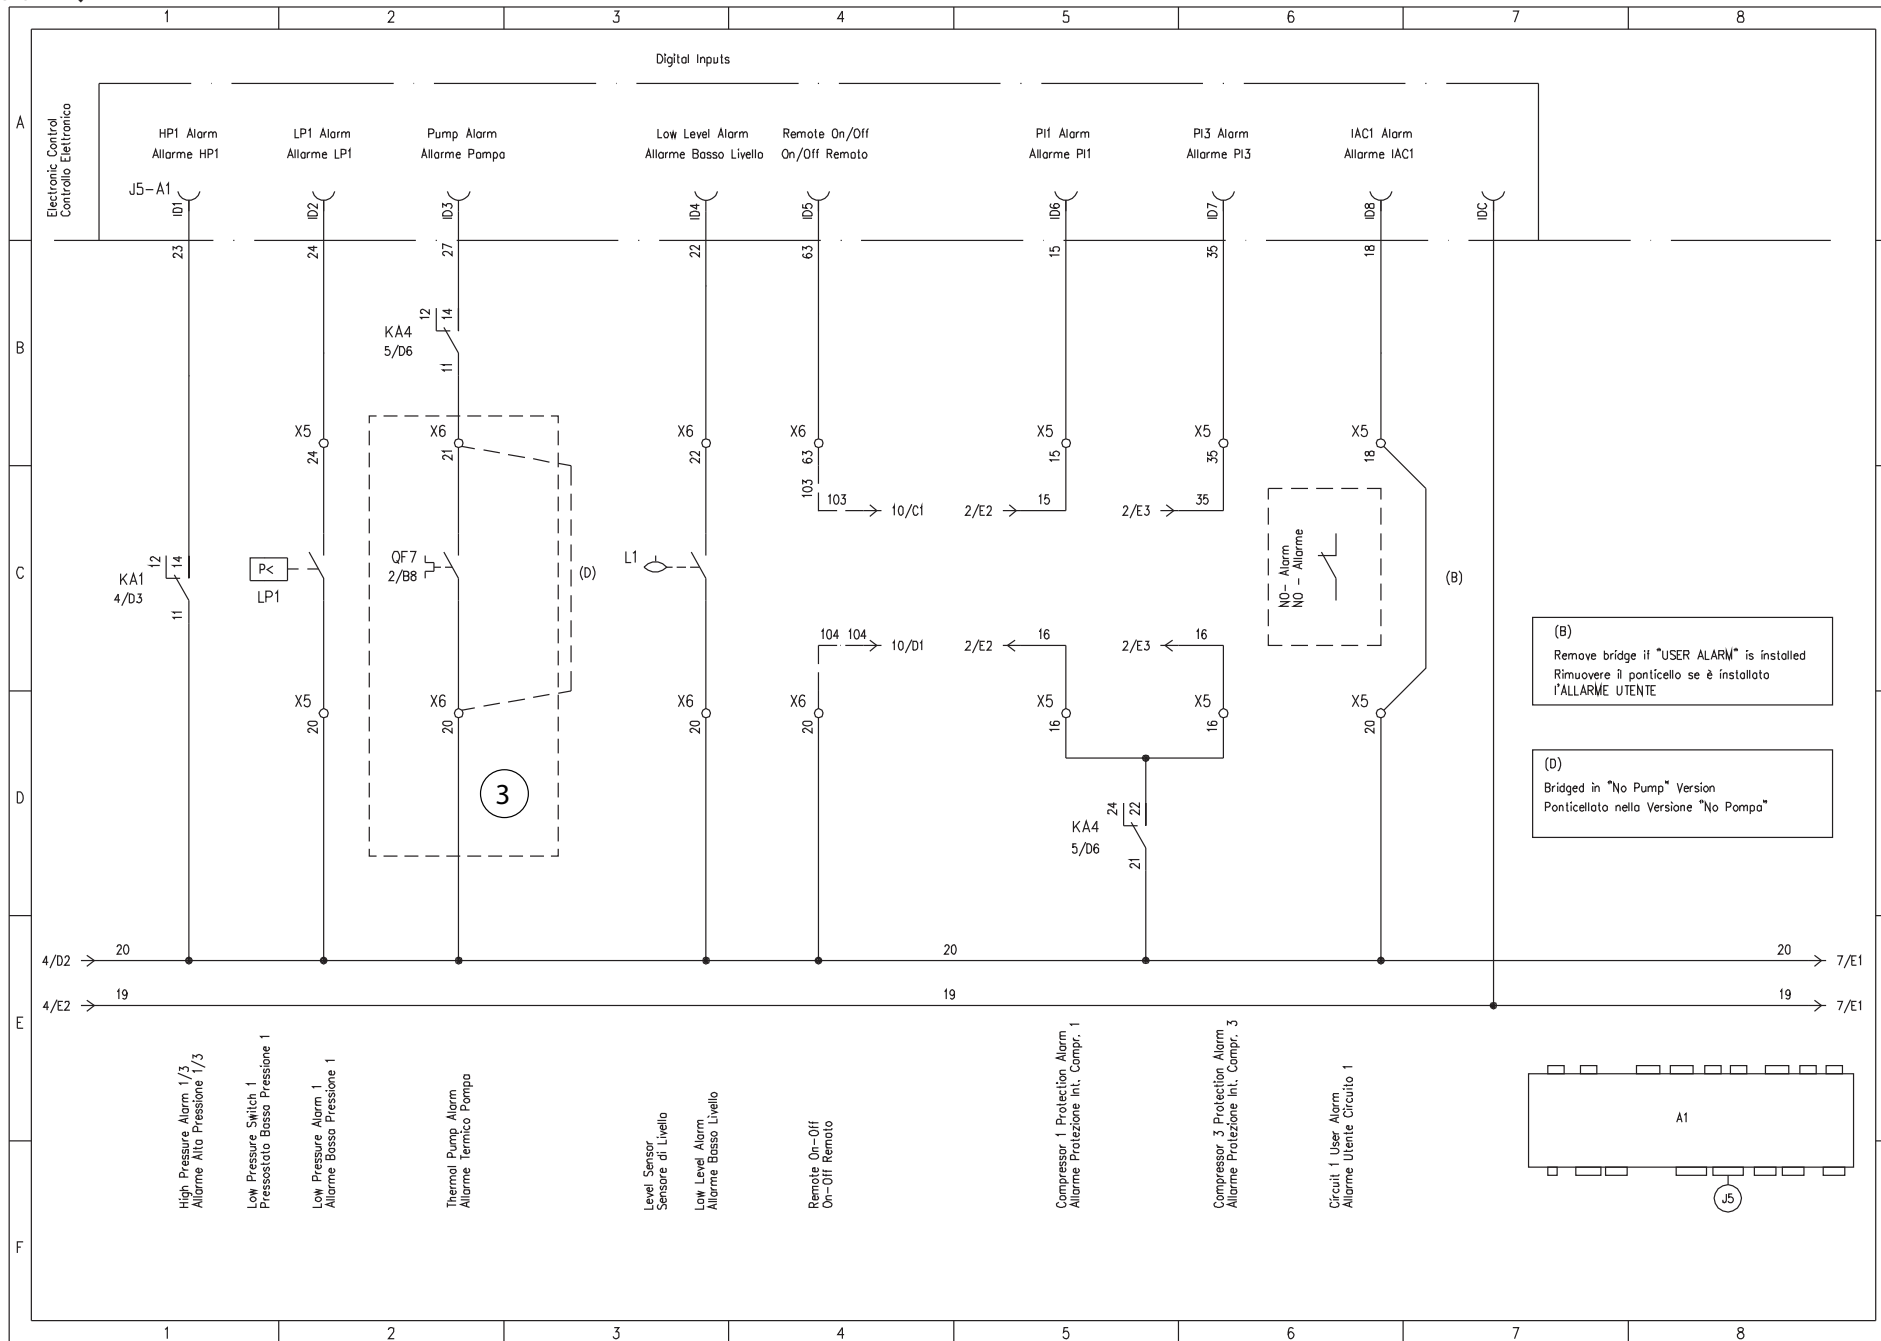 1 2 3 4 5 6 7 8
A
B
C
D
E
F
Digital Inputs
Electronic Control
Controllo Elettronico
HP1 Alarm
Allarme HP1
LP1 Alarm
Allarme LP1
Pump Alarm
Allarme Pompa
Low Level Alarm
Allarme Basso Livello
Remote On/Off
On/Off Remoto
PI1 Alarm
Allarme PI1
PI3 Alarm
Allarme PI3
IAC1 Alarm
Allarme IAC1
J5-A1
ID1 ID2 ID3 ID4 ID5 ID6 ID7 ID8 IDC
23 24 27 22 63 15 35 18
12 14
KA4
5/D6
11
X5 X6 X6 X6 X5 X5 X5
24 21 22 63 15 35 18
103
103 10/C1
2/E2 15
2/E3 35
12 14
KA1
4/D3
11
P<
LP1
QF7
2/B8
(D)
L1
NO- Alarm
NO - Allarme
(B)
104 104 10/D1
2/E2 16
2/E3 16
X5 X6 X6 X6 X5 X5 X5
20 20 20 20 16 16 20
3
24 22
KA4
5/D6
21
(B)
Remove bridge if "USER ALARM" is installed
Rimuovere il ponticello se è installato
l'ALLARME UTENTE
(D)
Bridged in "No Pump" Version
Ponticellato nella Versione "No Pompa"
4/D2 20 20 20 7/E1
4/E2 19 19 19 7/E1
High Pressure Alarm 1/3
Allarme Alta Pressione 1/3
Low Pressure Switch 1
Pressostato Bassa Pressione 1
Low Pressure Alarm 1
Allarme Bassa Pressione 1
Thermal Pump Alarm
Allarme Termico Pompa
Level Sensor
Sensore di Livello
Low Level Alarm
Allarme Basso Livello
Remote On-Off
On-Off Remoto
Compressor 1 Protection Alarm
Allarme Protezione Int. Compr. 1
Compressor 3 Protection Alarm
Allarme Protezione Int. Compr. 3
Circuit 1 User Alarm
Allarme Utente Circuito 1
A1
J5
1 2 3 4 5 6 7 8